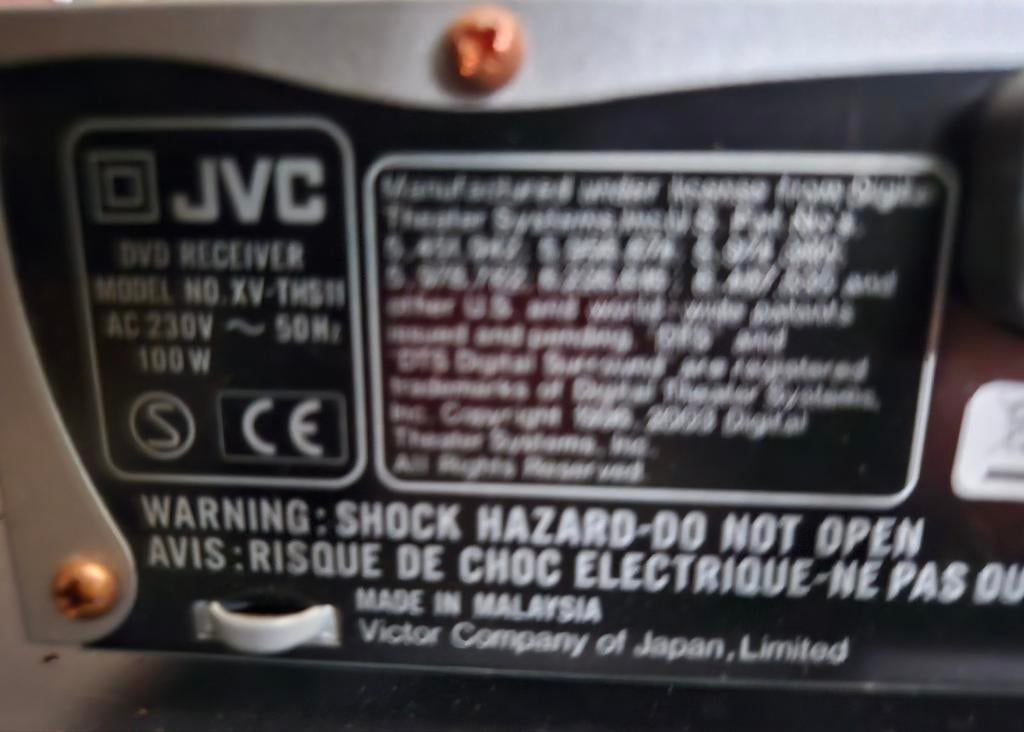 JVC
DVD RECEIVER
MODEL NO. XV-THS11
AC 230V ～ 50Hz
100W
S
CE
Manufactured under license from Digital
Theater Systems, Inc. U.S. Pat. No's.
other U.S. and world-wide patents
issued and pending. "DTS" and
"DTS Digital Surround" are registered
trademarks of Digital Theater Systems,
Inc. Copyright 1996, 2003 Digital
Theater Systems, Inc.
All Rights Reserved.
WARNING: SHOCK HAZARD-DO NOT OPEN
AVIS: RISQUE DE CHOC ELECTRIQUE-NE PAS OU
MADE IN MALAYSIA
Victor Company of Japan, Limited